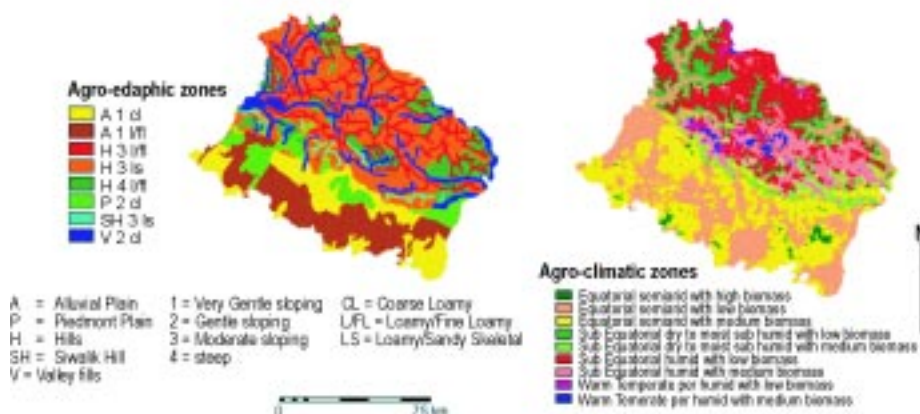 Agro-edaphic zones
A 1 cl
A 1 l/fl
H 3 l/fl
H 3 ls
H 4 l/fl
P 2 cl
SH 3 ls
V 2 cl
A = Alluvial Plain
P = Piedmont Plain
H = Hills
SH = Siwalik Hill
V = Valley fills
1 = Very Gentle sloping
2 = Gentle sloping
3 = Moderate sloping
4 = steep
CL = Coarse Loamy
L/FL = Loamy/Fine Loamy
LS = Loamy/Sandy Skeletal
0 25 km
Agro-climatic zones
Equatorial semiarid with high biomass
Equatorial semiarid with low biomass
Equatorial semiarid with medium biomass
Sub Equatorial dry to moist sub humid with low biomass
Sub Equatorial dry to moist sub humid with medium biomass
Sub Equatorial humid with low biomass
Sub Equatorial humid with medium biomass
Warm Temperate per humid with low biomass
Warm Temerate per humid with medium biomass